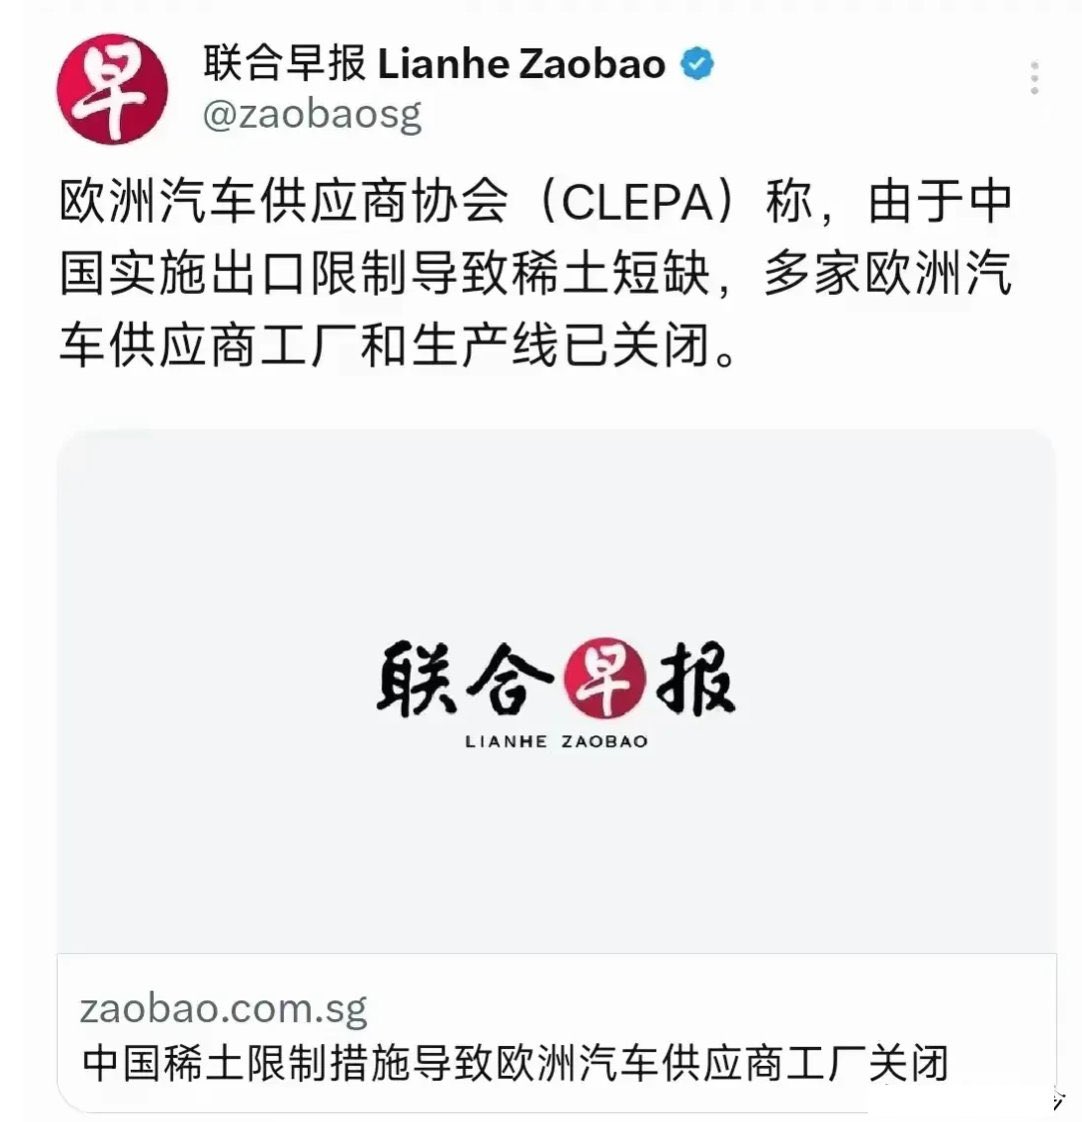 早
联合早报 Lianhe Zaobao
@zaobaosg
欧洲汽车供应商协会（CLEPA）称，由于中
国实施出口限制导致稀土短缺，多家欧洲汽
车供应商工厂和生产线已关闭。
联合早报
LIANHE ZAOBAO
zaobao.com.sg
中国稀土限制措施导致欧洲汽车供应商工厂关闭